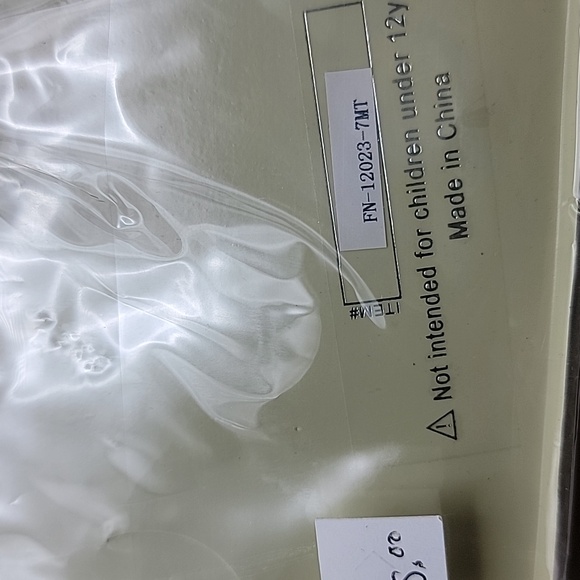 ITEM#
FN-12023-7MT
Not intended for children under 12y
Made in China